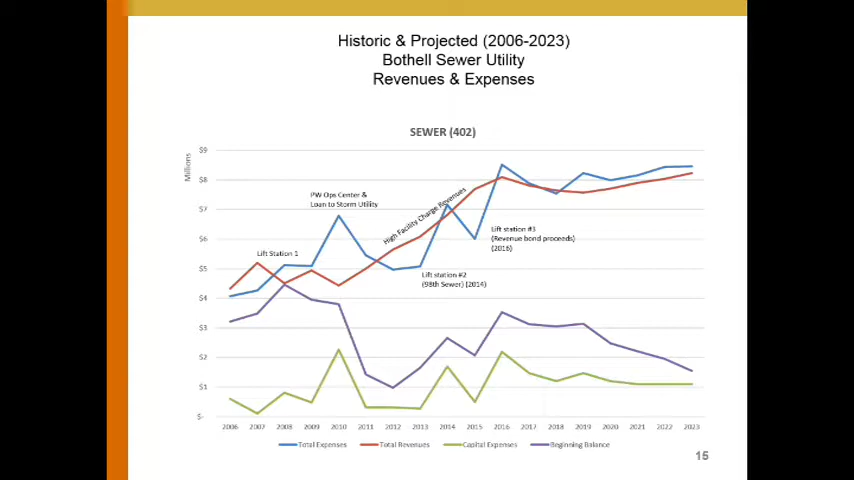 Historic & Projected (2006-2023)
Bothell Sewer Utility
Revenues & Expenses
SEWER (402)
Millions
$9
$8
$7
$6
$5
$4
$3
$2
$1
$-
PW Ops Center &
Loan to Storm Utility
Lift Station 1
High Facility Charge Revenues
Lift station #2
(98th Sewer) (2014)
Lift station #3
(Revenue bond proceeds)
(2016)
2006 2007 2008 2009 2010 2011 2012 2013 2014 2015 2016 2017 2018 2019 2020 2021 2022 2023
Total Expenses Total Revenues Capital Expenses Beginning Balance
15